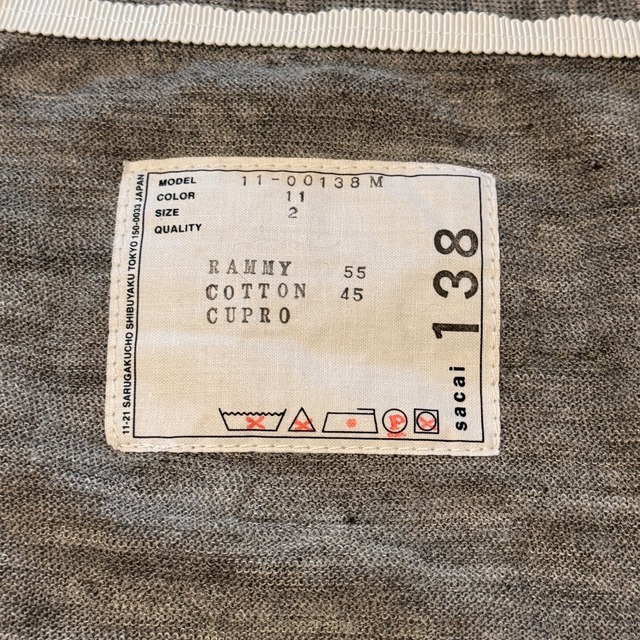 MODEL 11-00138M
COLOR 11
SIZE 2
QUALITY
RAMMY 55
COTTON 45
CUPRO
P
sacai 138
11-21 SARUGAKUCHO SHIBUYAKU TOKYO 150-0033 JAPAN